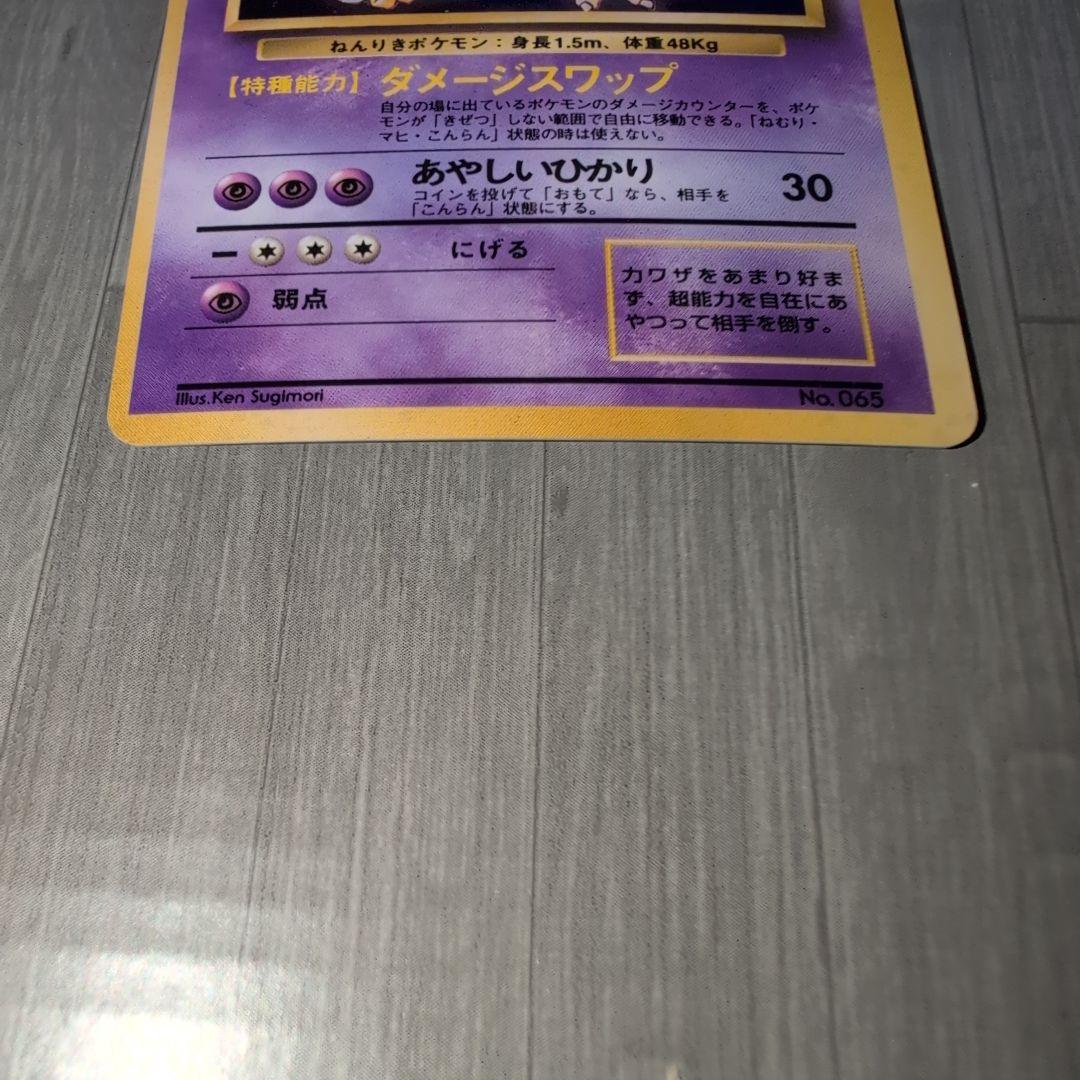 ねんりきポケモン：身長1.5m、体重48Kg
【特種能力】ダメージスワップ
自分の場に出ているポケモンのダメージカウンターを、ポケ
モンが「きぜつ」しない範囲で自由に移動できる。「ねむり・
マヒ・こんらん」状態の時は使えない。
あやしいひかり 30
コインを投げて「おもて」なら、相手を
「こんらん」状態にする。
ー にげる
弱点
力ワザをあまり好ま
ず、超能力を自在にあ
やつって相手を倒す。
Illus.Ken Sugimori
No.065